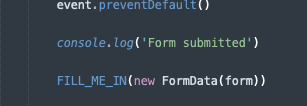 event.preventDefault()
console.log('Form submitted')
FILL_ME_IN(new FormData(form))